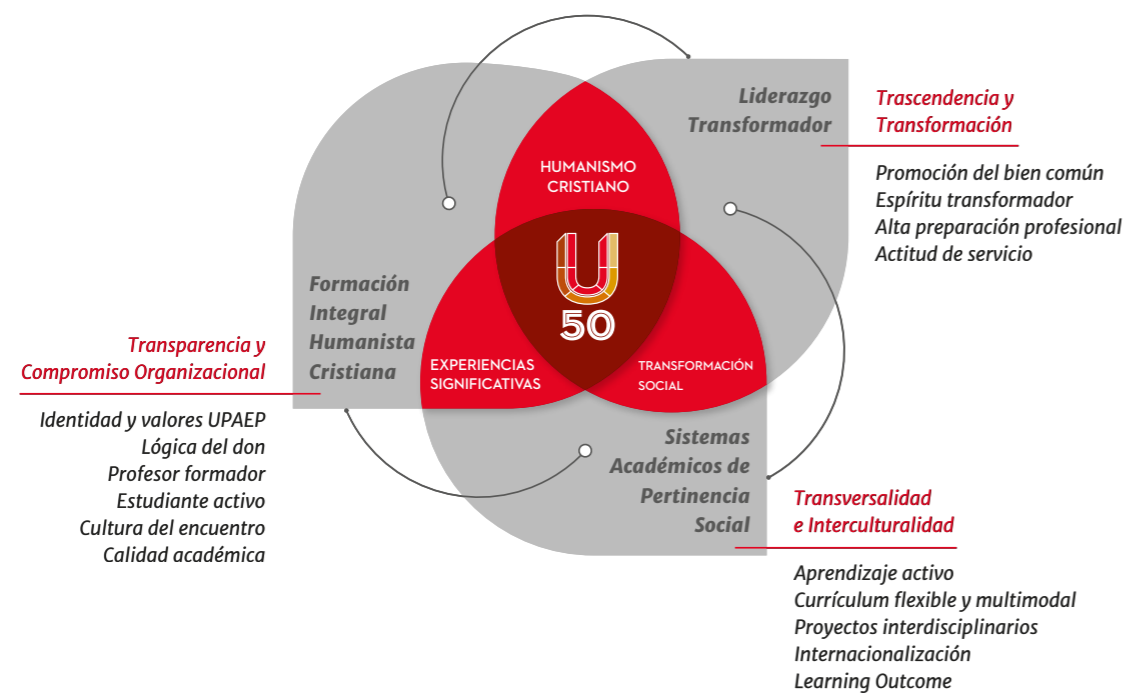 Liderazgo
Transformador
Trascendencia y
Transformación
Promoción del bien común
Espíritu transformador
Alta preparación profesional
Actitud de servicio
HUMANISMO
CRISTIANO
U
50
Formación
Integral
Humanista
Cristiana
EXPERIENCIAS
SIGNIFICATIVAS
TRANSFORMACIÓN
SOCIAL
Transparencia y
Compromiso Organizacional
Identidad y valores UPAEP
Lógica del don
Profesor formador
Estudiante activo
Cultura del encuentro
Calidad académica
Sistemas
Académicos de
Pertinencia
Social
Transversalidad
e Interculturalidad
Aprendizaje activo
Currículum flexible y multimodal
Proyectos interdisciplinarios
Internacionalización
Learning Outcome